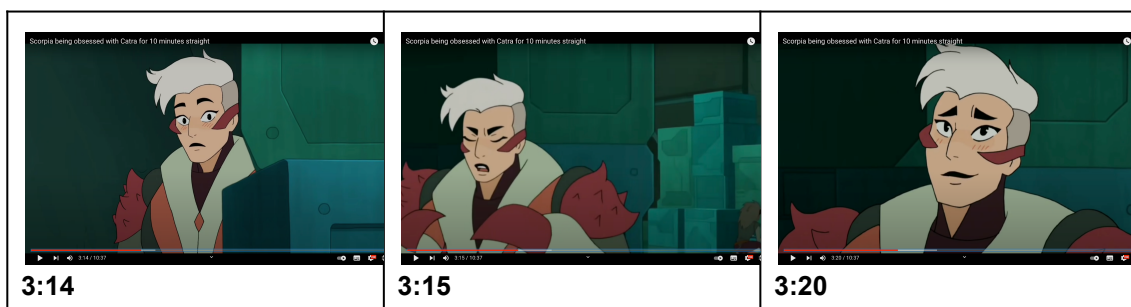 Scorpia being obsessed with Catra for 10 minutes straight
3:14 / 10:37
3:14
Scorpia being obsessed with Catra for 10 minutes straight
3:15 / 10:37
3:15
Scorpia being obsessed with Catra for 10 minutes straight
3:20 / 10:37
3:20